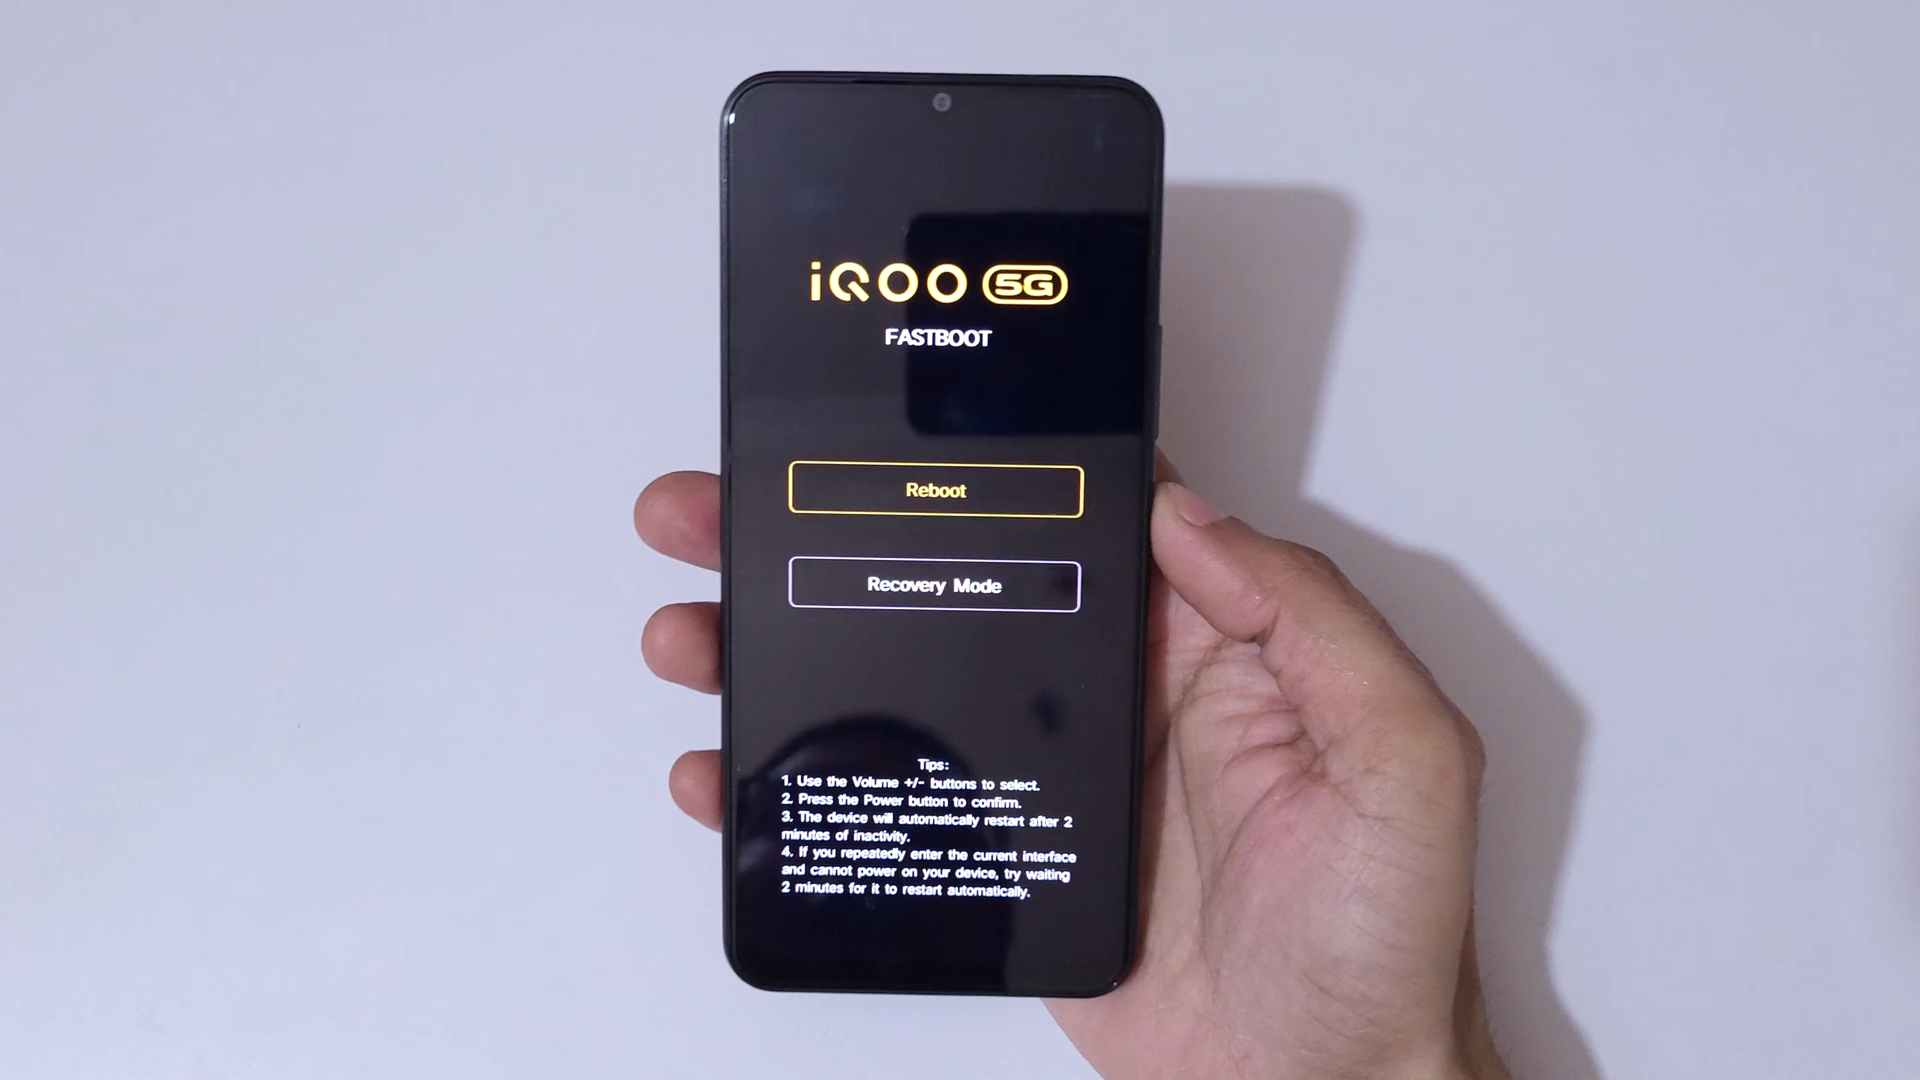 iQOO 5G
FASTBOOT
Reboot
Recovery Mode
Tips:
1. Use the Volume +/- buttons to select.
2. Press the Power button to confirm.
3. The device will automatically restart after 2
minutes of inactivity.
4. If you repeatedly enter the current interface
and cannot power on your device, try waiting
2 minutes for it to restart automatically.